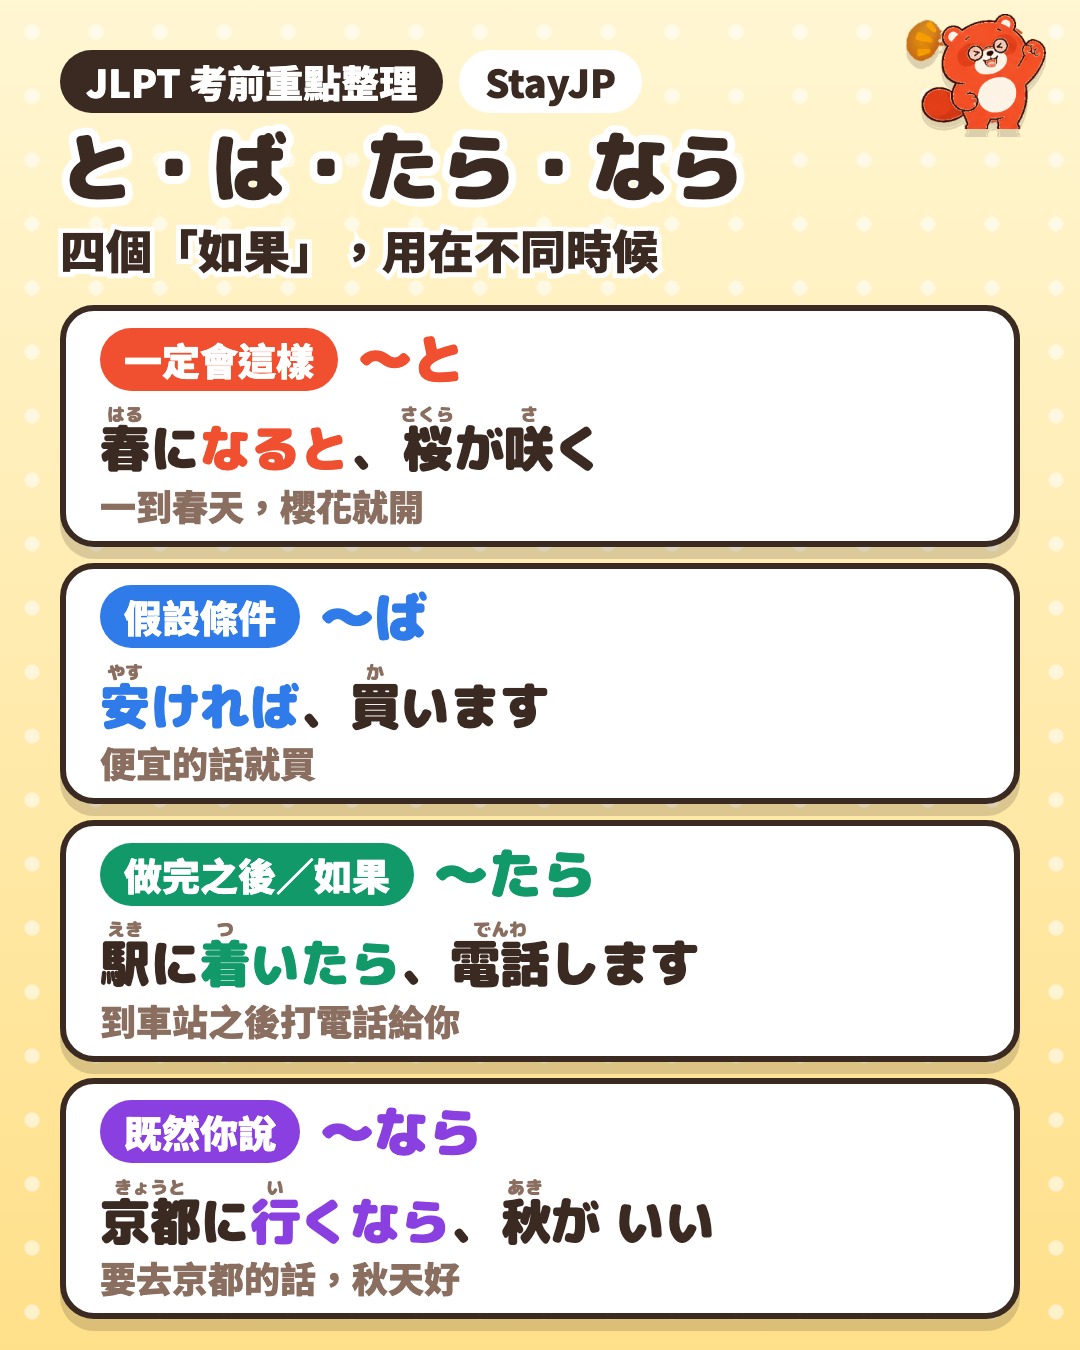 JLPT 考前重點整理 StayJP
と・ば・たら・なら
四個「如果」，用在不同時候
一定會這樣 〜と
はる さくら さ
春になると、桜が咲く
一到春天，櫻花就開
假設條件 〜ば
やす か
安ければ、買います
便宜的話就買
做完之後／如果 〜たら
えき つ でんわ
駅に着いたら、電話します
到車站之後打電話給你
既然你說 〜なら
きょうと い あき
京都に行くなら、秋が いい
要去京都的話，秋天好